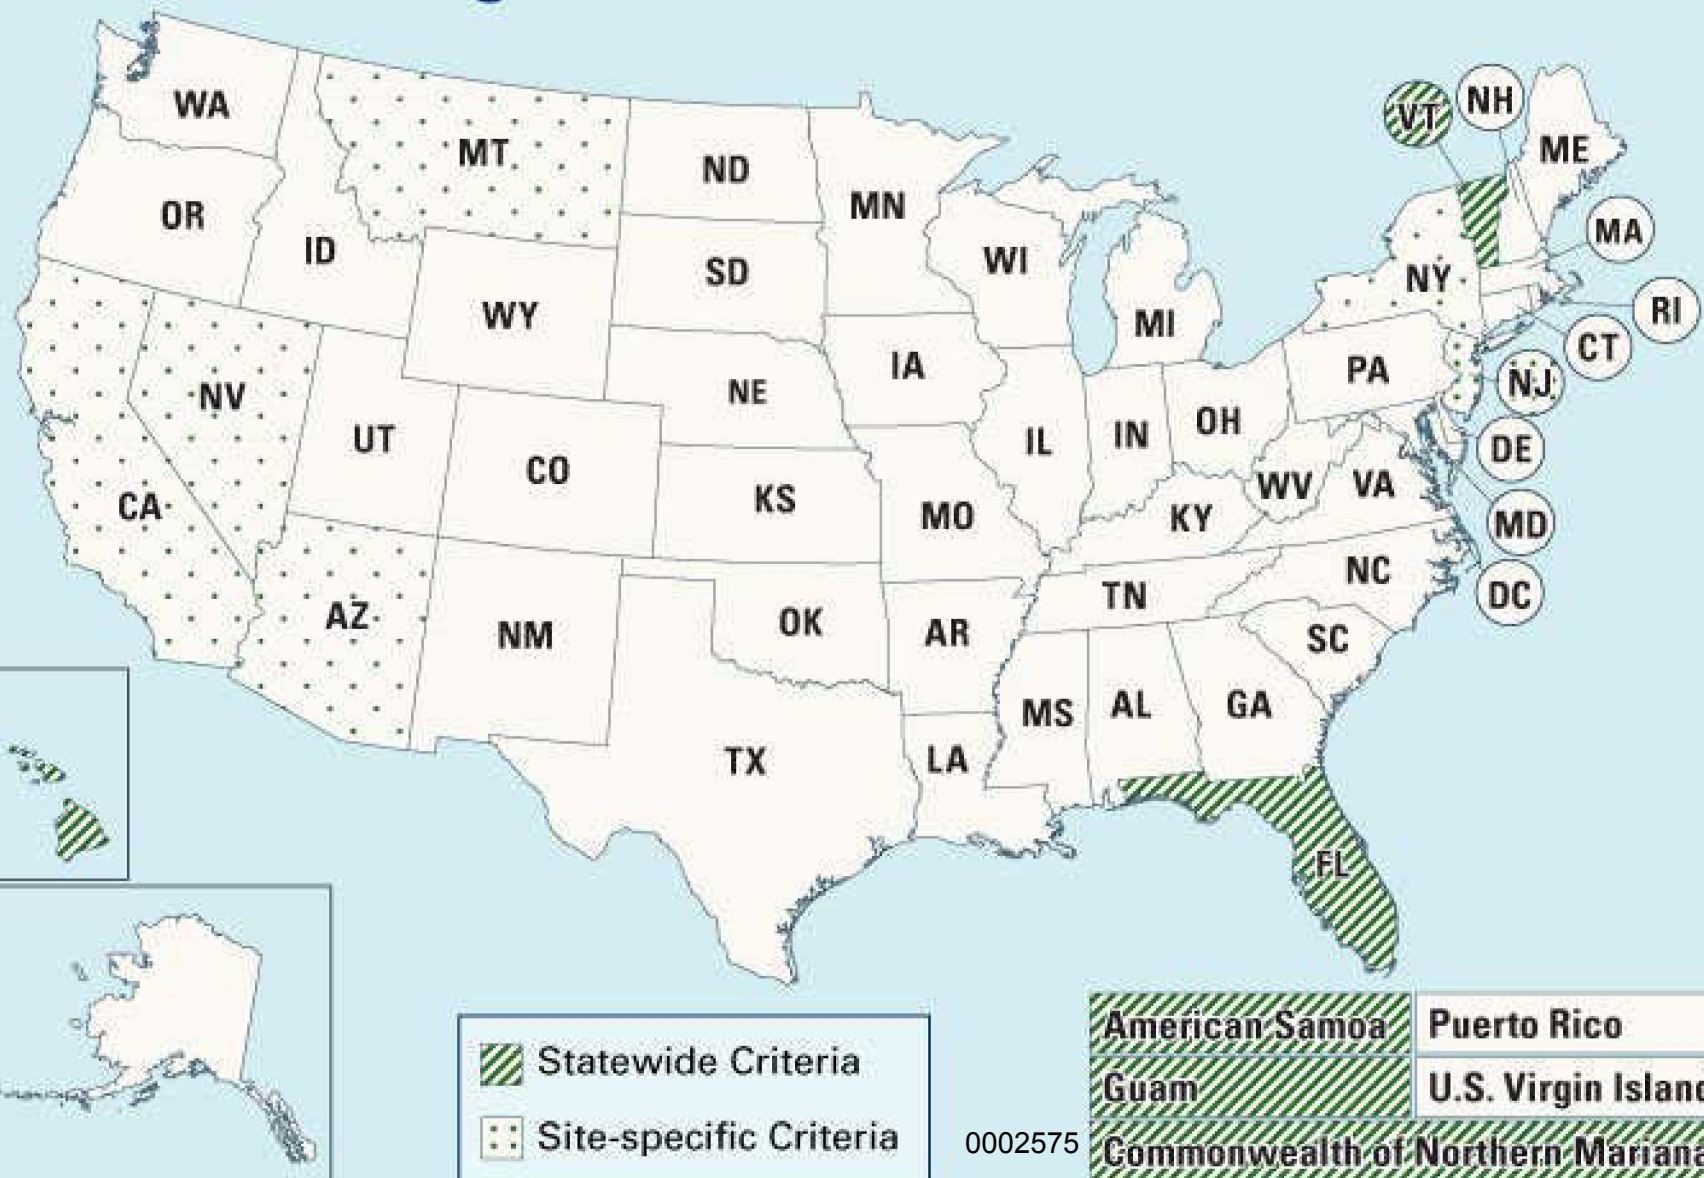 WA
MT
ND
MN
VT
NH
ME
OR
ID
SD
WI
MI
NY
MA
RI
WY
IA
NE
PA
CT
NJ
NV
UT
CO
IL
IN
OH
DE
CA
KS
MO
KY
WV
VA
MD
AZ
NM
OK
AR
TN
NC
DC
SC
TX
LA
MS
AL
GA
FL
American Samoa
Puerto Rico
Guam
Statewide Criteria
Site-specific Criteria
0002575
U.S. Virgin Island
Commonwealth of Northern Mariana